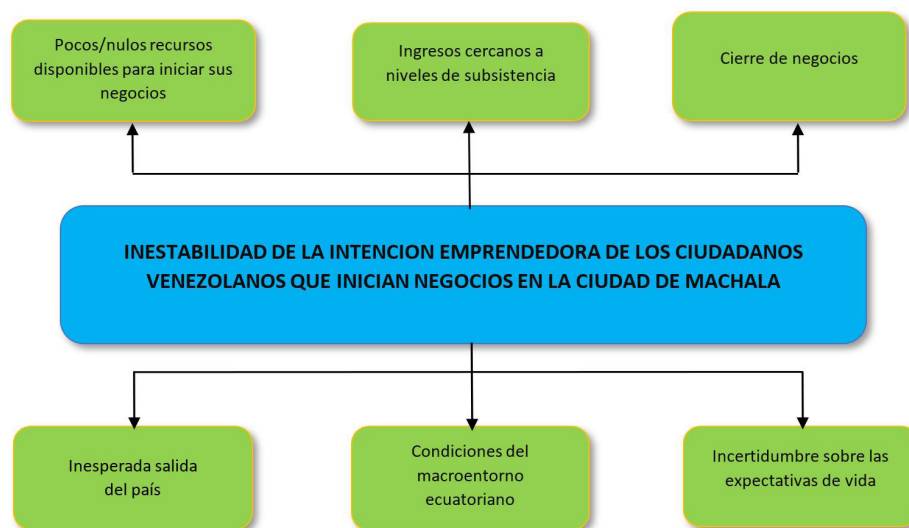 Pocos/nulos recursos
disponibles para iniciar sus
negocios
Ingresos cercanos a
niveles de subsistencia
Cierre de negocios
INESTABILIDAD DE LA INTENCION EMPRENDEDORA DE LOS CIUDADANOS
VENEZOLANOS QUE INICIAN NEGOCIOS EN LA CIUDAD DE MACHALA
Inesperada salida
del país
Condiciones del
macroentorno
ecuatoriano
Incertidumbre sobre las
expectativas de vida